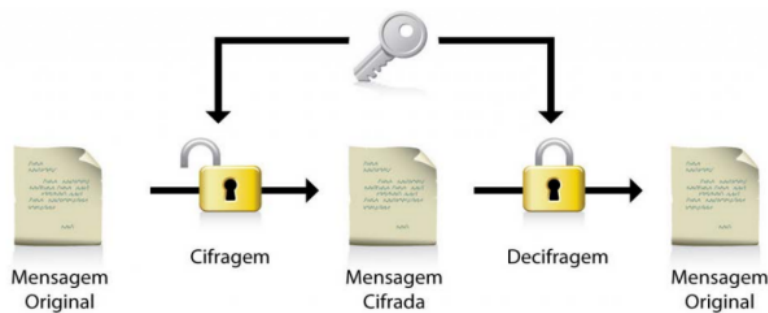 Cifragem
Decifragem
Mensagem
Original
Mensagem
Cifrada
Mensagem
Original